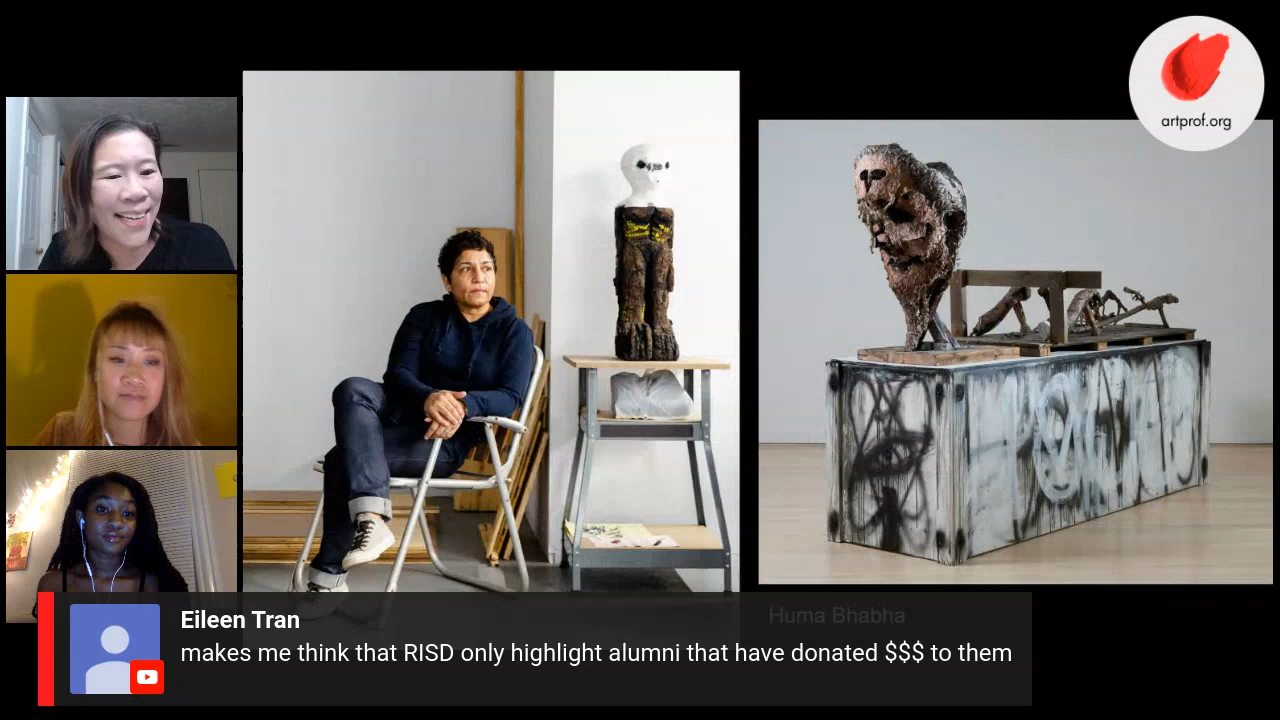 artprof.org
Huma Bhabha
Eileen Tran
makes me think that RISD only highlight alumni that have donated $$$ to them